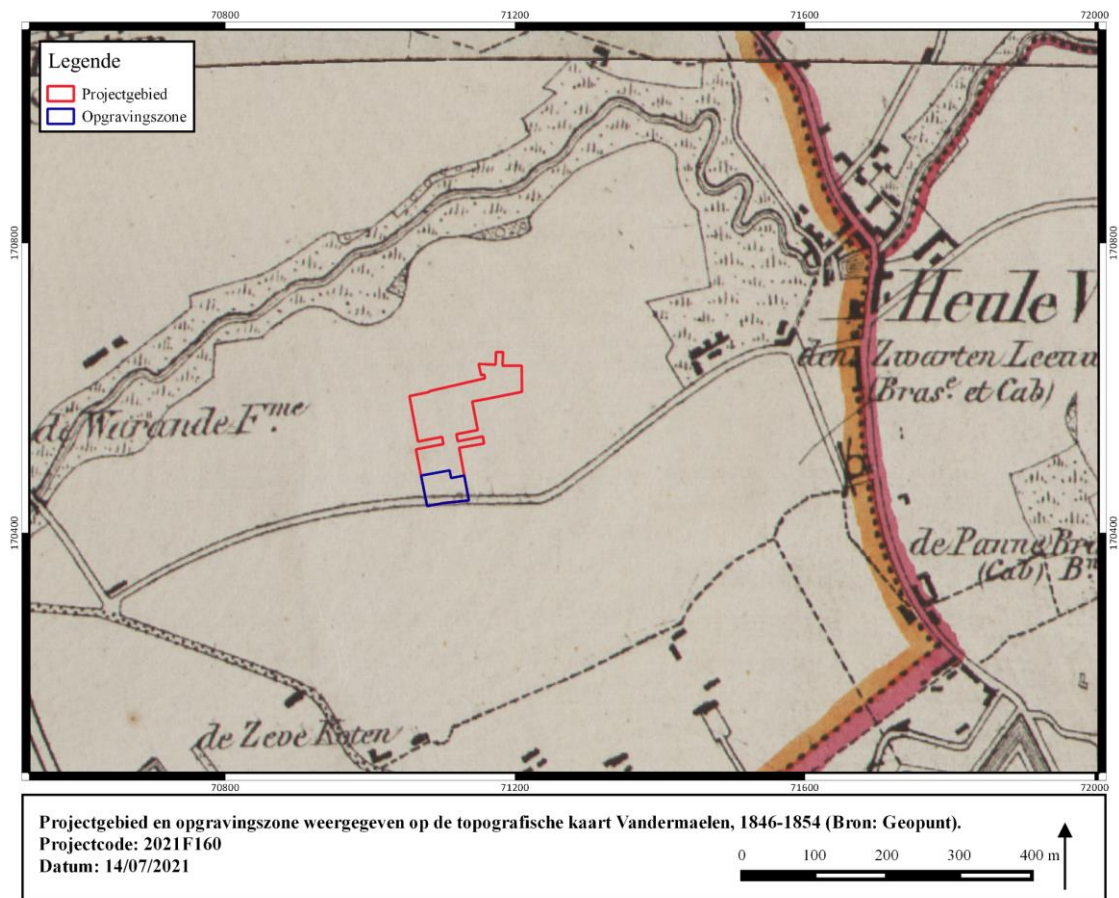 70800 71200 71600 72000
Legende
Projectgebied
Opgravingszone
170800 170800
Heule
den Zwarten Leeuw
(Bras.e et Cab)
de Warande F.me
170400 170400
de Panne
(Cab)
de Zeve Koten
70800 71200 71600 72000
Projectgebied en opgravingszone weergegeven op de topografische kaart Vandermaelen, 1846-1854 (Bron: Geopunt).
Projectcode: 2021F160
Datum: 14/07/2021
0 100 200 300 400 m